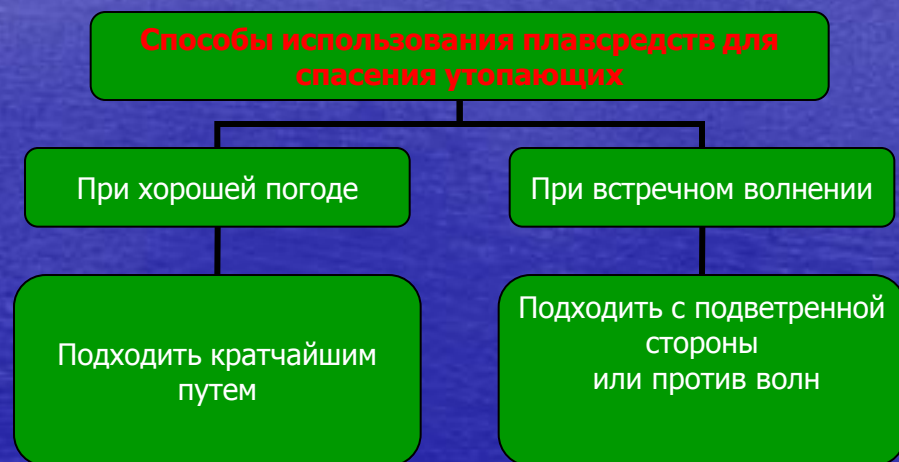 Способы использования плавсредств для
спасения утопающих
При хорошей погоде
При встречном волнении
Подходить кратчайшим
путем
Подходить с подветренной
стороны
или против волн